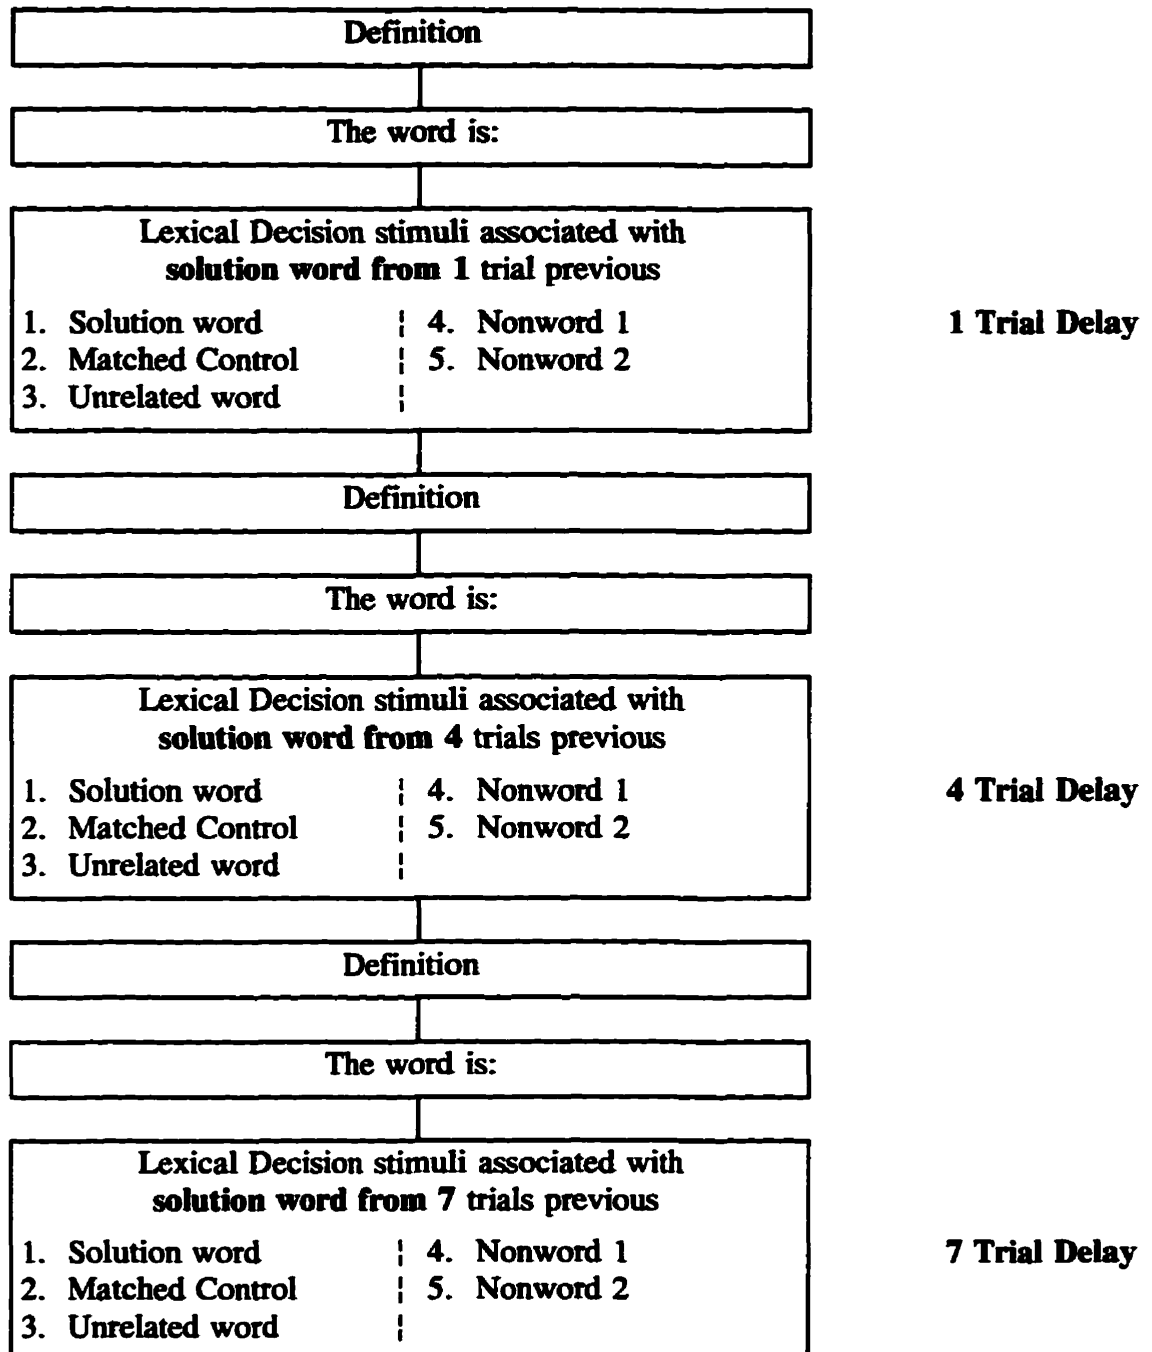 Definition
The word is:
Lexical Decision stimuli associated with
solution word from 1 trial previous
1. Solution word
2. Matched Control
3. Unrelated word
4. Nonword 1
5. Nonword 2
1 Trial Delay
Definition
The word is:
Lexical Decision stimuli associated with
solution word from 4 trials previous
1. Solution word
2. Matched Control
3. Unrelated word
4. Nonword 1
5. Nonword 2
4 Trial Delay
Definition
The word is:
Lexical Decision stimuli associated with
solution word from 7 trials previous
1. Solution word
2. Matched Control
3. Unrelated word
4. Nonword 1
5. Nonword 2
7 Trial Delay